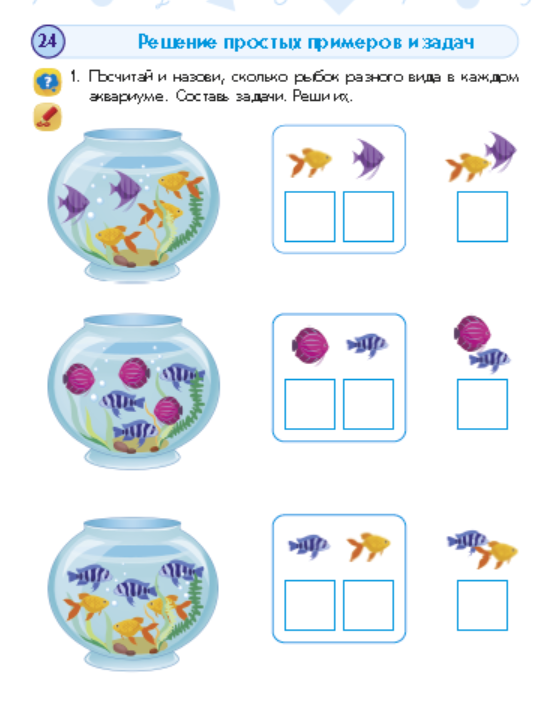 24 Решение простых примеров и задач
1. Посчитай и назови, сколько рыбок разного вида в каждом
аквариуме. Составь задачи. Реши их.